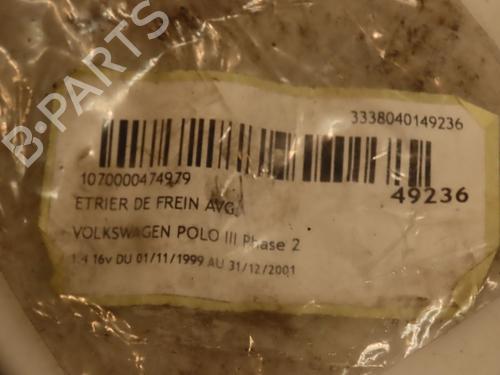 B-PARTS
3338040149236
1070000474979
49236
ETRIER DE FREIN AVG
VOLKSWAGEN POLO III Phase 2
1.4 16v DU 01/11/1999 AU 31/12/2001